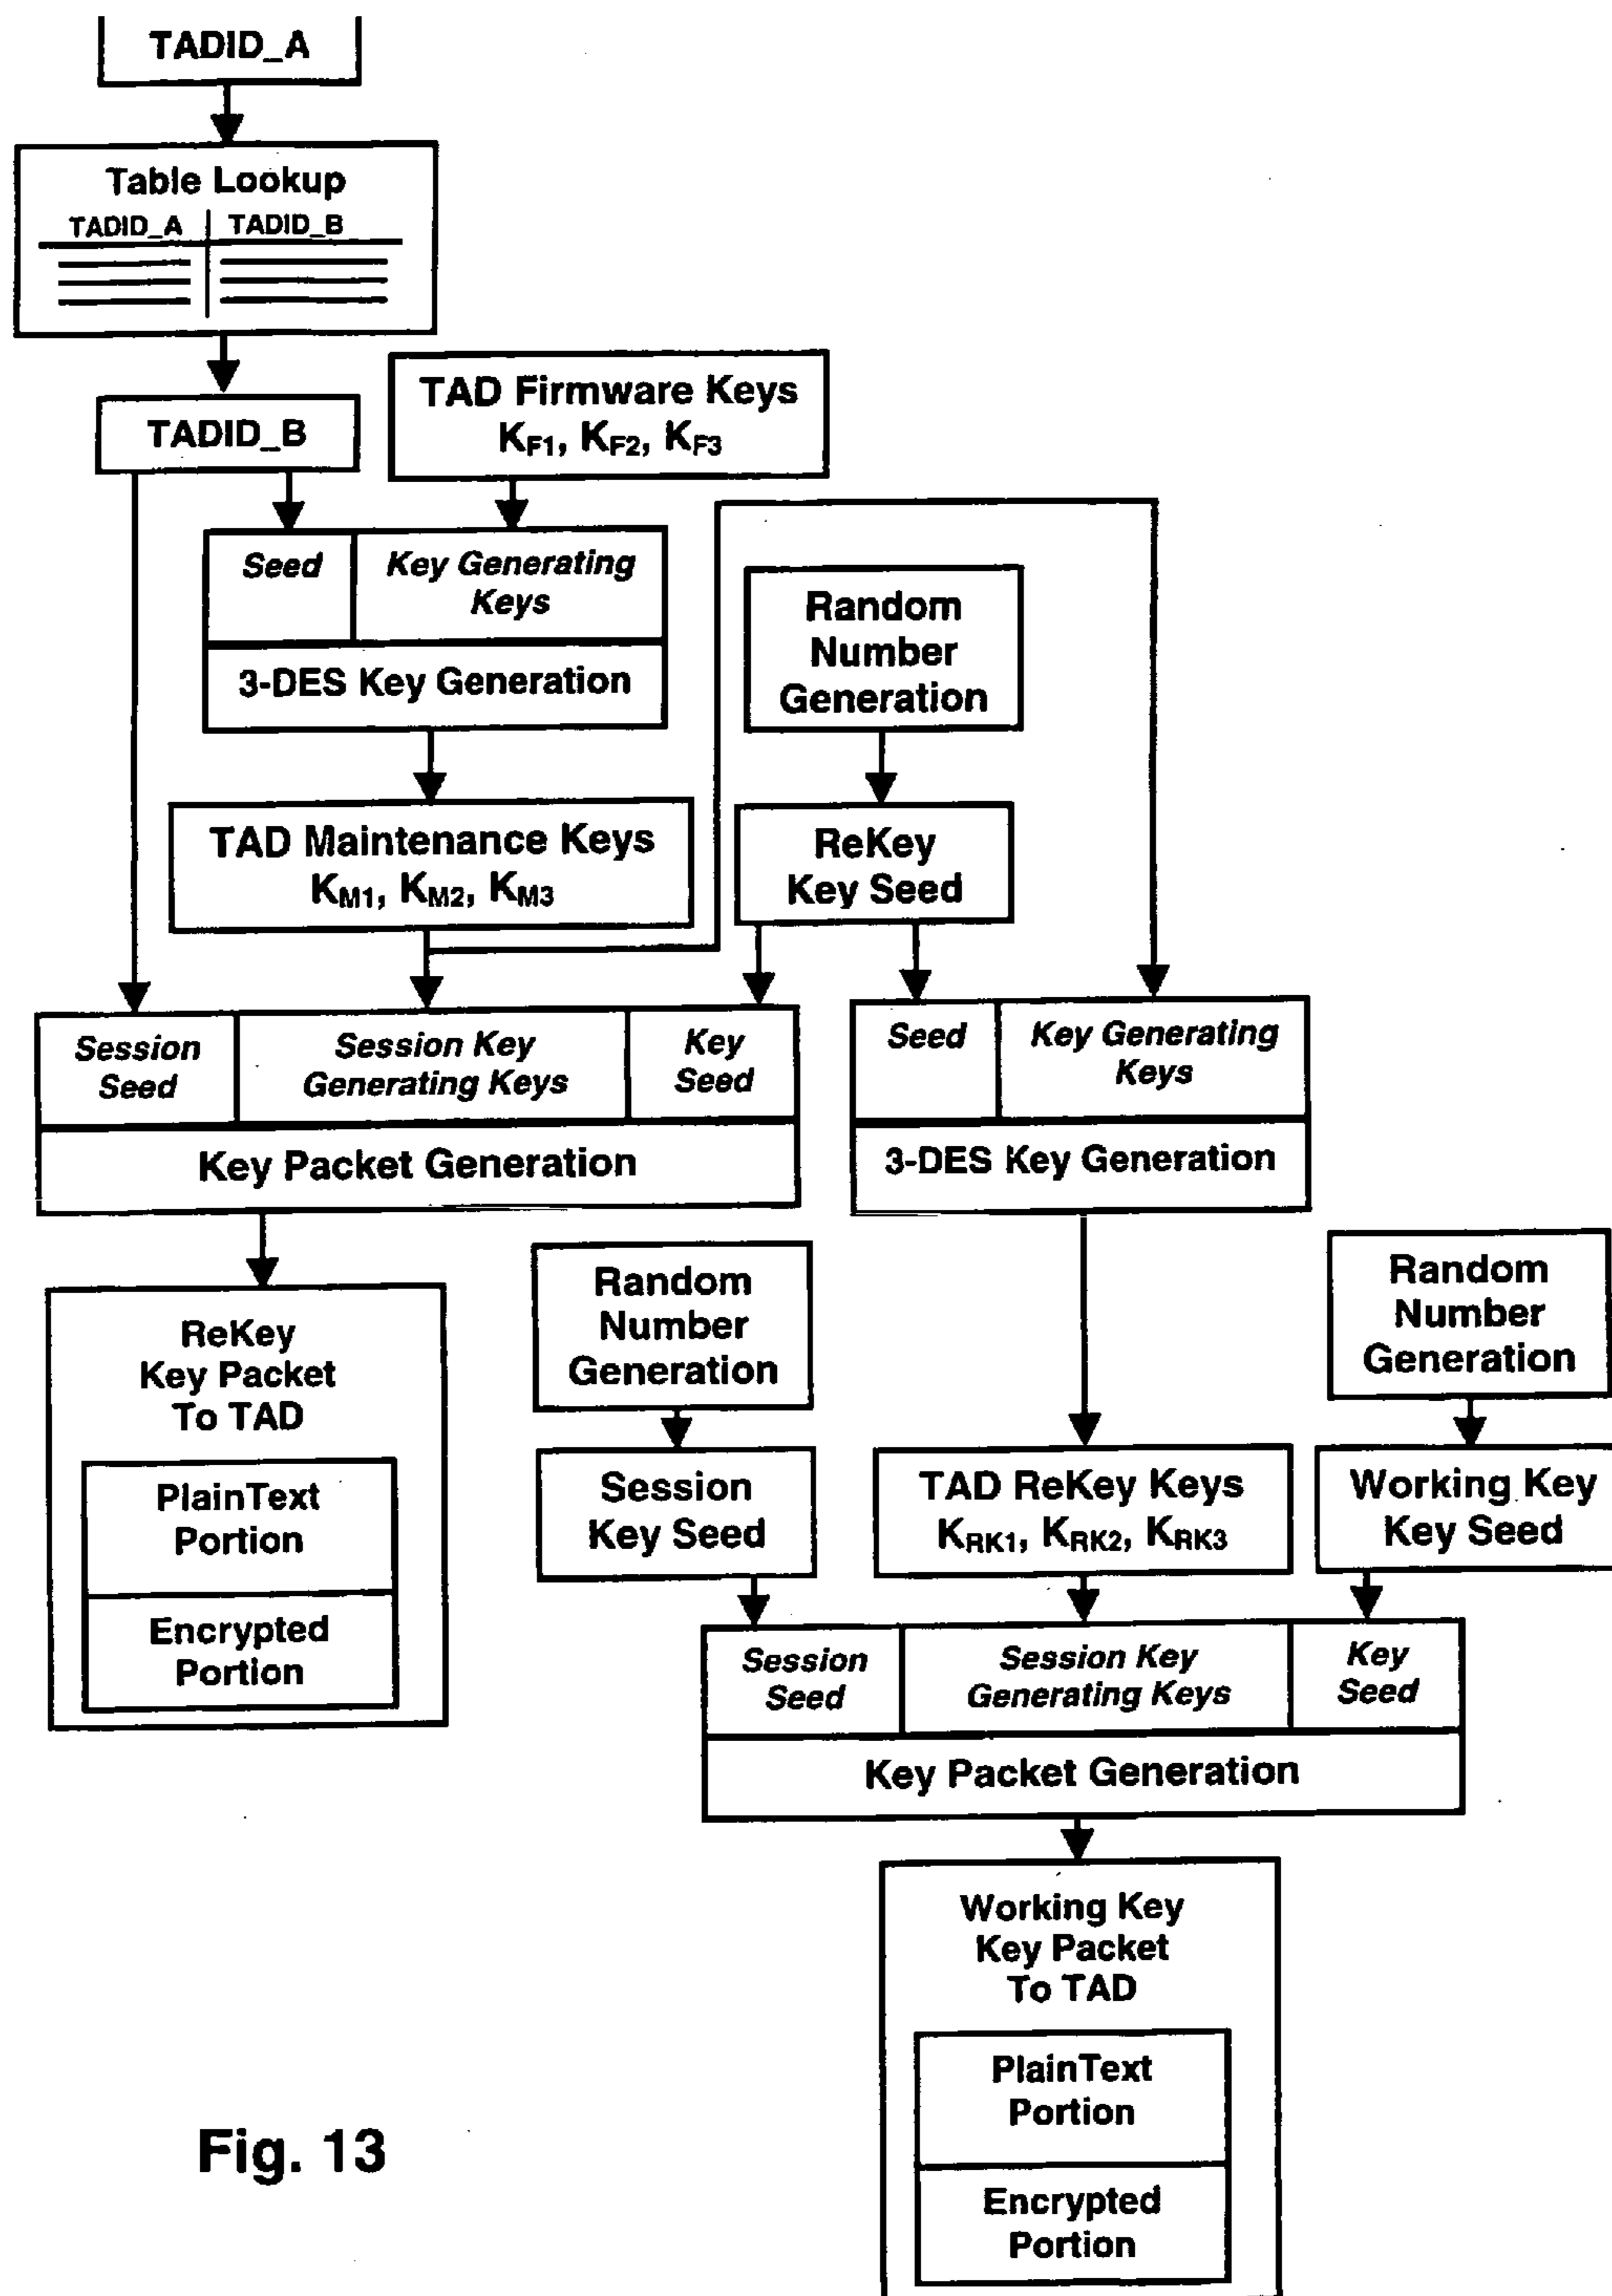 TADID_A
Table Lookup
TADID_A TADID_B
TADID_B
TAD Firmware Keys
KF1, KF2, KF3
Seed
Key Generating
Keys
3-DES Key Generation
Random
Number
Generation
TAD Maintenance Keys
KM1, KM2, KM3
ReKey
Key Seed
Session
Seed
Session Key
Generating Keys
Key
Seed
Key Packet Generation
Seed
Key Generating
Keys
3-DES Key Generation
ReKey
Key Packet
To TAD
PlainText
Portion
Encrypted
Portion
Random
Number
Generation
Session
Key Seed
TAD ReKey Keys
KRK1, KRK2, KRK3
Random
Number
Generation
Working Key
Key Seed
Session
Seed
Session Key
Generating Keys
Key
Seed
Key Packet Generation
Working Key
Key Packet
To TAD
PlainText
Portion
Encrypted
Portion
Fig. 13